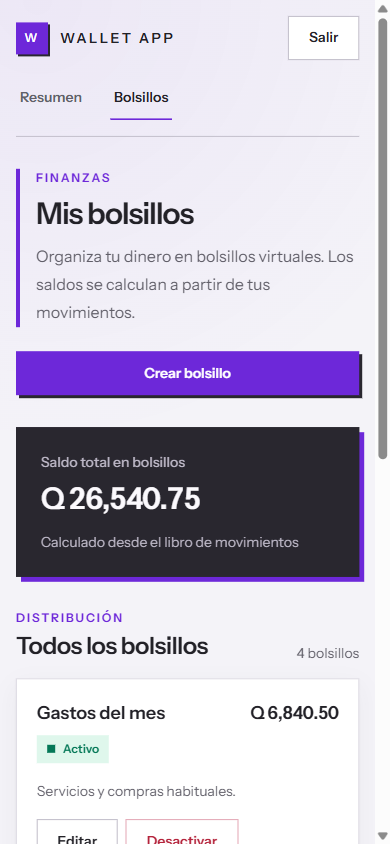 W WALLET APP Salir
Resumen Bolsillos
FINANZAS
Mis bolsillos
Organiza tu dinero en bolsillos virtuales. Los
saldos se calculan a partir de tus
movimientos.
Crear bolsillo
Saldo total en bolsillos
Q 26,540.75
Calculado desde el libro de movimientos
DISTRIBUCIÓN
Todos los bolsillos 4 bolsillos
Gastos del mes Q 6,840.50
Activo
Servicios y compras habituales.
Editar Desactivar